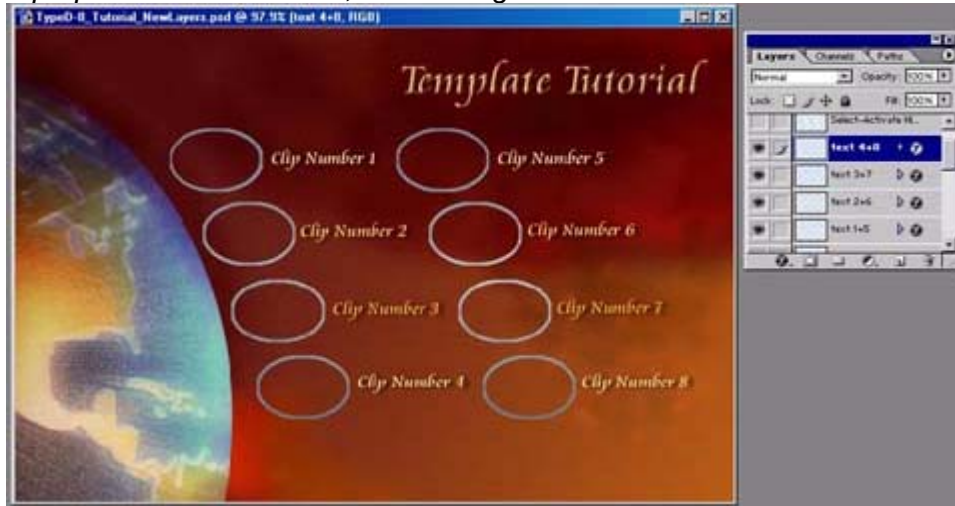 TypeD-8_Tutorial_NewLayers.psd @ 97.9% (text 4+8, RGB)
Template Tutorial
Clip Number 1
Clip Number 5
Clip Number 2
Clip Number 6
Clip Number 3
Clip Number 7
Clip Number 4
Clip Number 8
Layers Channels Paths
Normal Opacity: 100%
Lock: Fill: 100%
Select-Activate H...
text 4+8
text 3+7
text 2+6
text 1+5